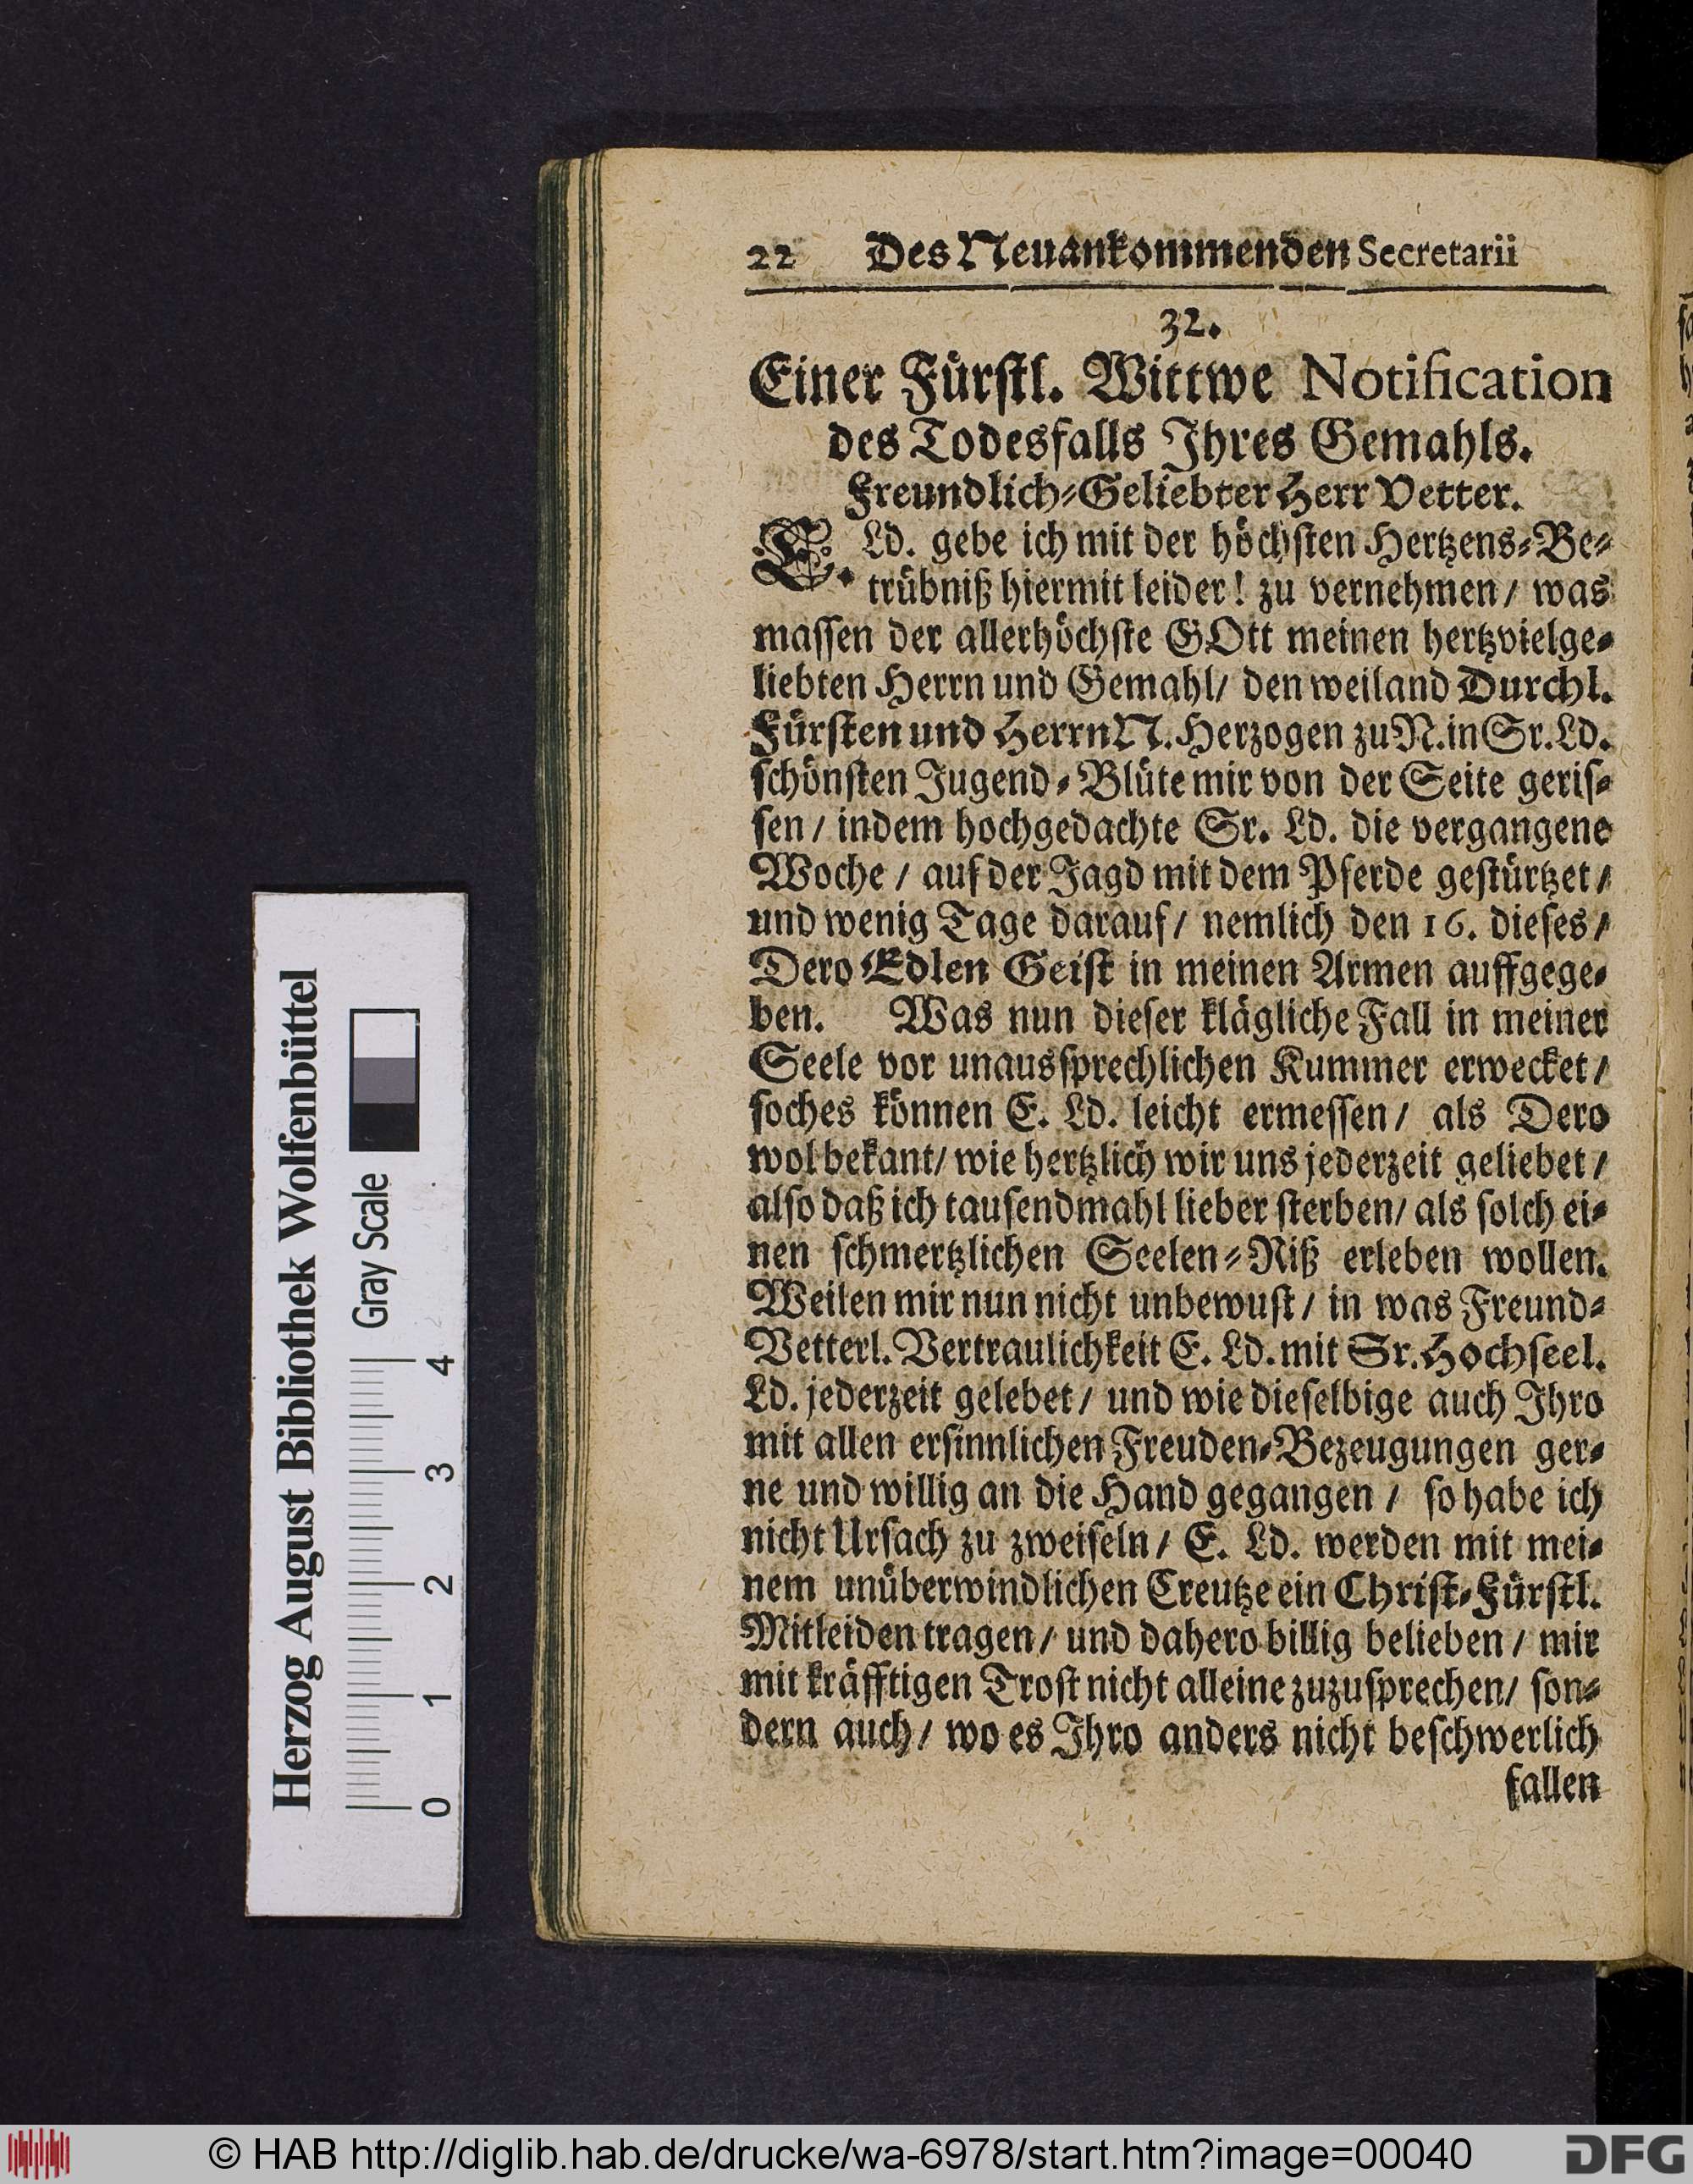 22 Des Neuankommenden Secretarii
32.
Einer Fürstl. Wittwe Notification
des Todesfalls Ihres Gemahls.
Freundlich-Geliebter Herr Vetter.
E. Ld. gebe ich mit der höchsten Hertzens-Be-
trübniß hiermit leider! zu vernehmen / was
massen der allerhöchste GOtt meinen hertzvielge-
liebten Herrn und Gemahl / den weiland Durchl.
Fürsten und Herrn N. Herzogen zu N. in Sr. Ld.
schönsten Jugend-Blüte mir von der Seite geris-
sen / indem hochgedachte Sr. Ld. die vergangene
Woche / auf der Jagd mit dem Pferde gestürtzet /
und wenig Tage darauf / nemlich den 16. dieses /
Dero Edlen Geist in meinen Armen auffgege-
ben. Was nun dieser klägliche Fall in meiner
Seele vor unaussprechlichen Kummer erwecket /
soches können E. Ld. leicht ermessen / als Dero
wol bekant / wie hertzlich wir uns jederzeit geliebet /
also daß ich tausendmahl lieber sterben / als solch ei-
nen schmertzlichen Seelen-Riß erleben wollen.
Weilen mir nun nicht unbewust / in was Freund-
Vetterl. Vertraulichkeit E. Ld. mit Sr. Hochseel.
Ld. jederzeit gelebet / und wie dieselbige auch Ihro
mit allen ersinnlichen Freuden-Bezeugungen ger-
ne und willig an die Hand gegangen / so habe ich
nicht Ursach zu zweifeln / E. Ld. werden mit mei-
nem unüberwindlichen Creutze ein Christ-Fürstl.
Mitleiden tragen / und dahero billig belieben / mir
mit kräfftigen Trost nicht alleine zuzusprechen / son-
dern auch / wo es Ihro anders nicht beschwerlich
fallen
Herzog August Bibliothek Wolfenbüttel
Gray Scale
0 1 2 3 4
© HAB http://diglib.hab.de/drucke/wa-6978/start.htm?image=00040
DFG